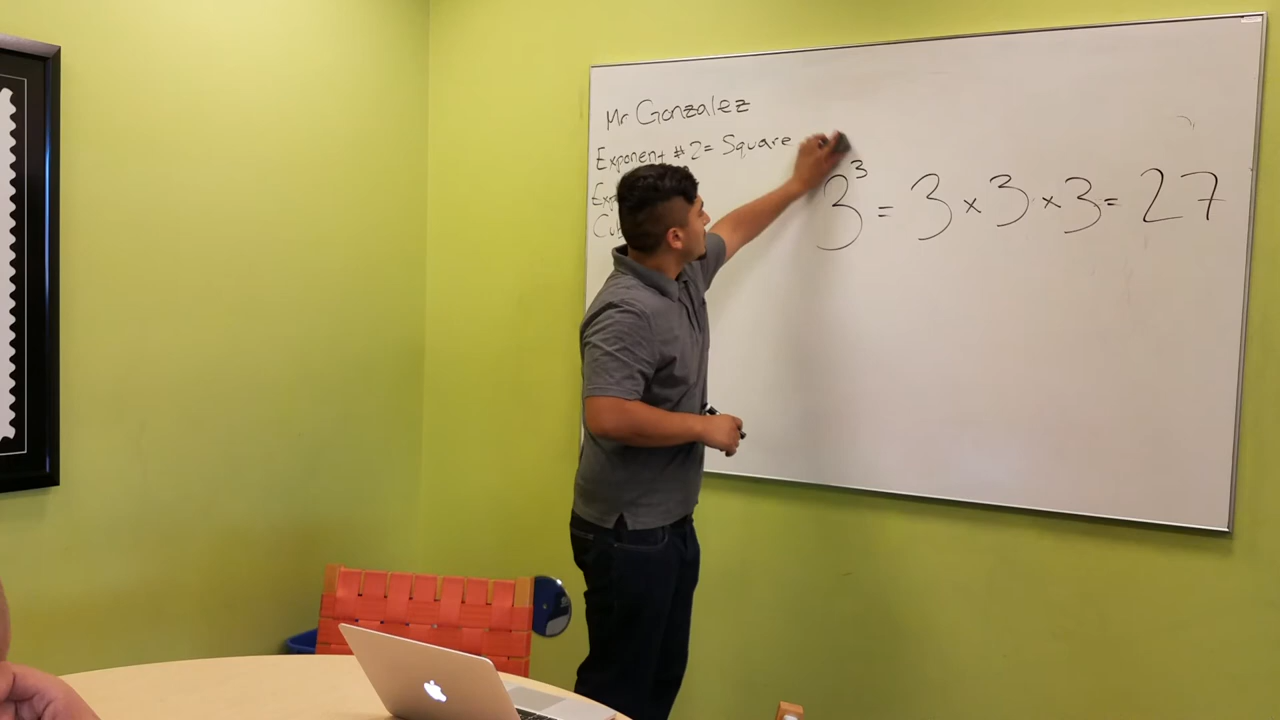 Mr Gonzalez
Exponent #2= Square
3³ = 3 x 3 x 3 = 27